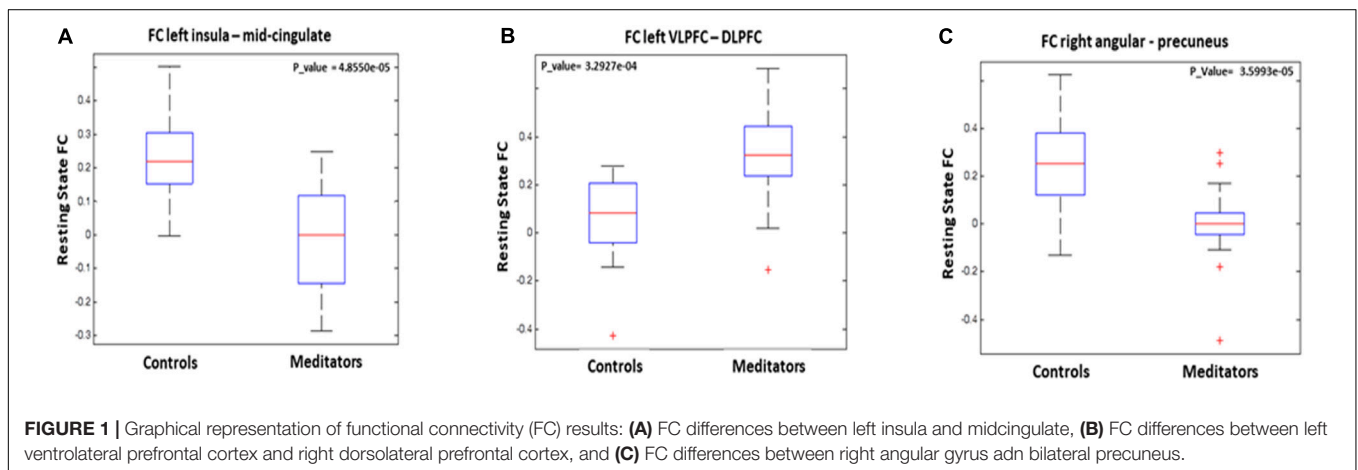 A
FC left insula – mid-cingulate
P_value = 4.8550e-05
Resting State FC
0.4
0.3
0.2
0.1
0
-0.1
-0.2
-0.3
Controls
Meditators
B
FC left VLPFC – DLPFC
P_value= 3.2927e-04
Resting State FC
0.4
0.2
0
-0.2
-0.4
Controls
Meditators
C
FC right angular - precuneus
P_Value= 3.5993e-05
Resting State FC
0.4
0.2
0
-0.2
-0.4
Controls
Meditators
FIGURE 1 | Graphical representation of functional connectivity (FC) results: (A) FC differences between left insula and midcingulate, (B) FC differences between left
ventrolateral prefrontal cortex and right dorsolateral prefrontal cortex, and (C) FC differences between right angular gyrus adn bilateral precuneus.